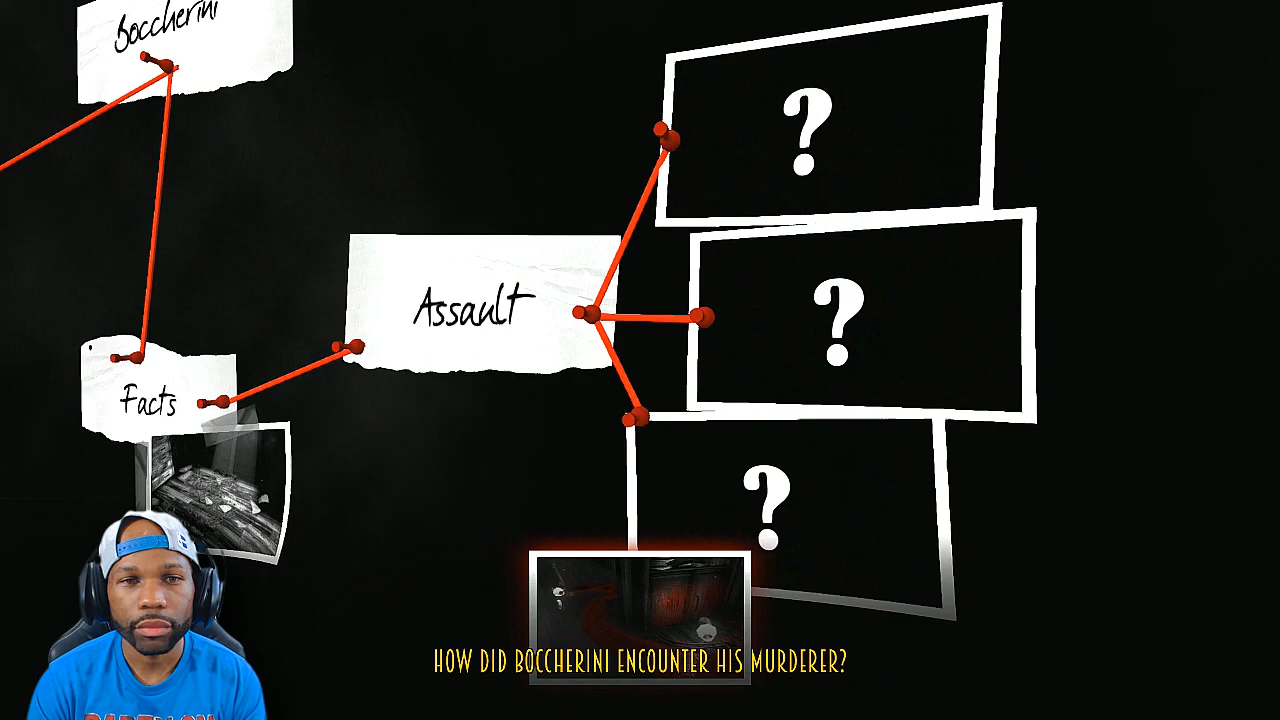 Boccherini
?
Assault
?
Facts
?
HOW DID BOCCHERINI ENCOUNTER HIS MURDERER?